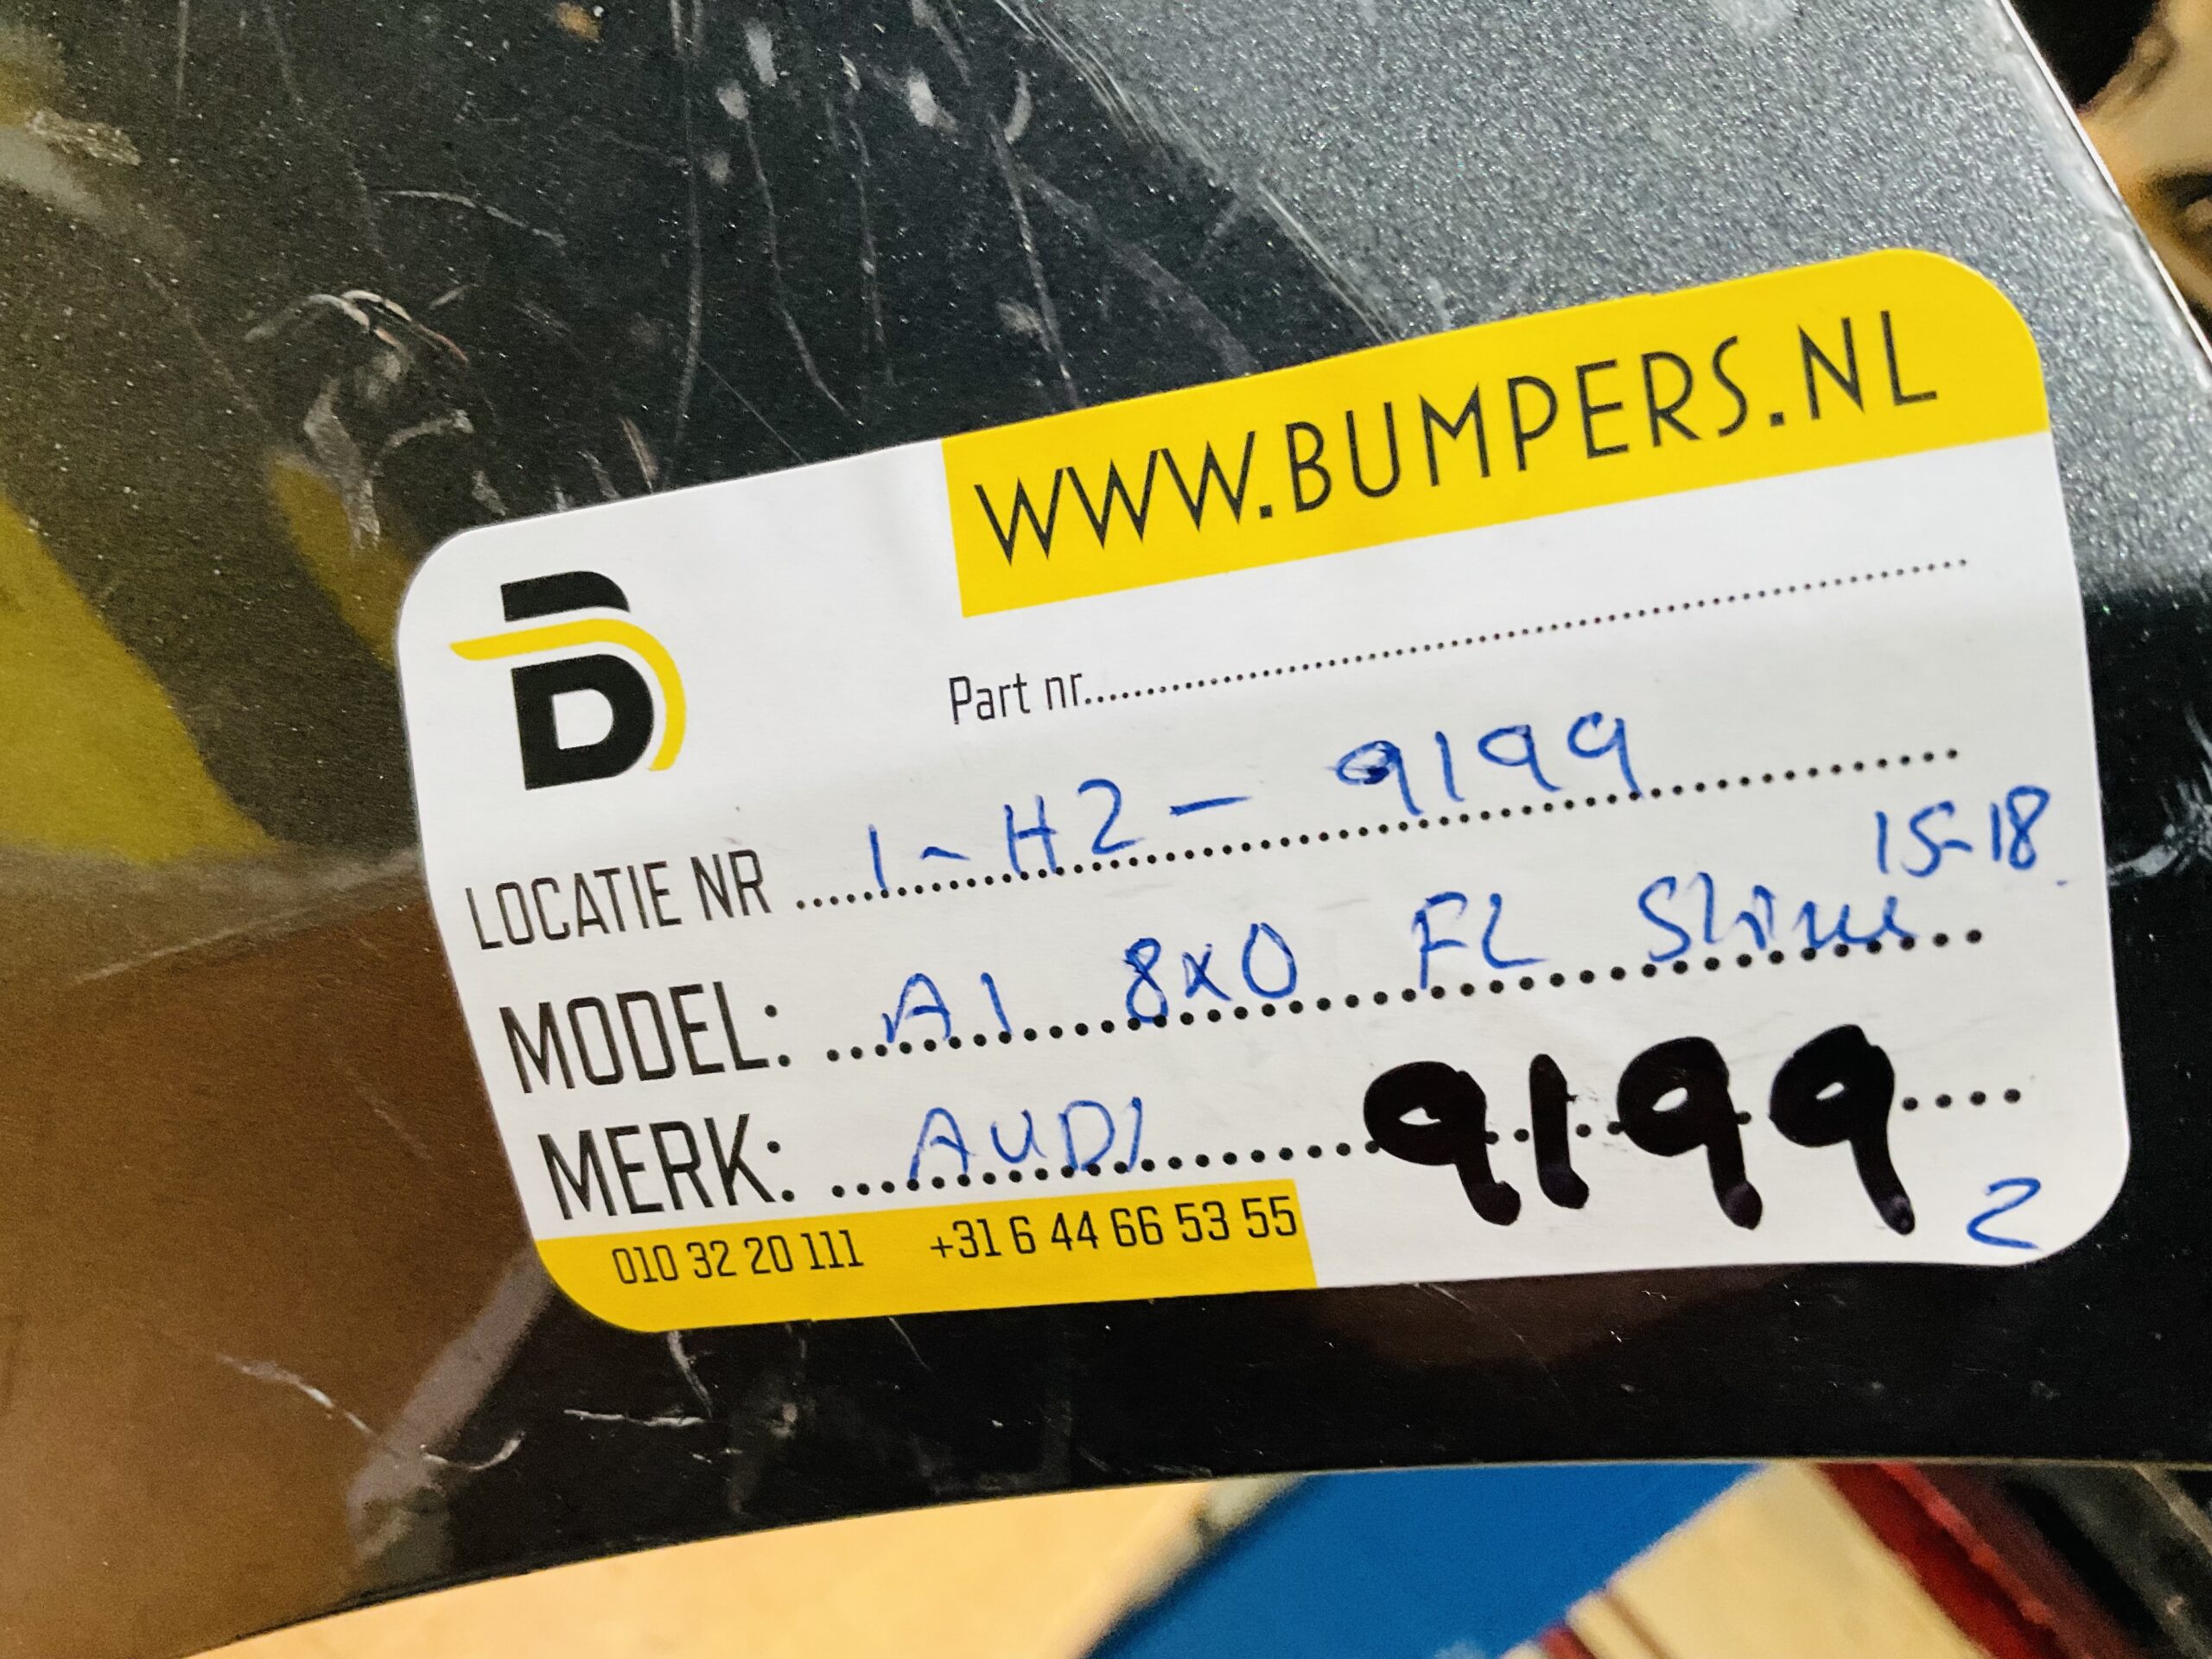 WWW.BUMPERS.NL
B
Part nr.............................................
LOCATIE NR ....1-H2-9199....
15-18
MODEL: ....A1 8x0 FL Sline....
MERK: ....AUDI.... 9199....
010 32 20 111 +31 6 44 66 53 55
2